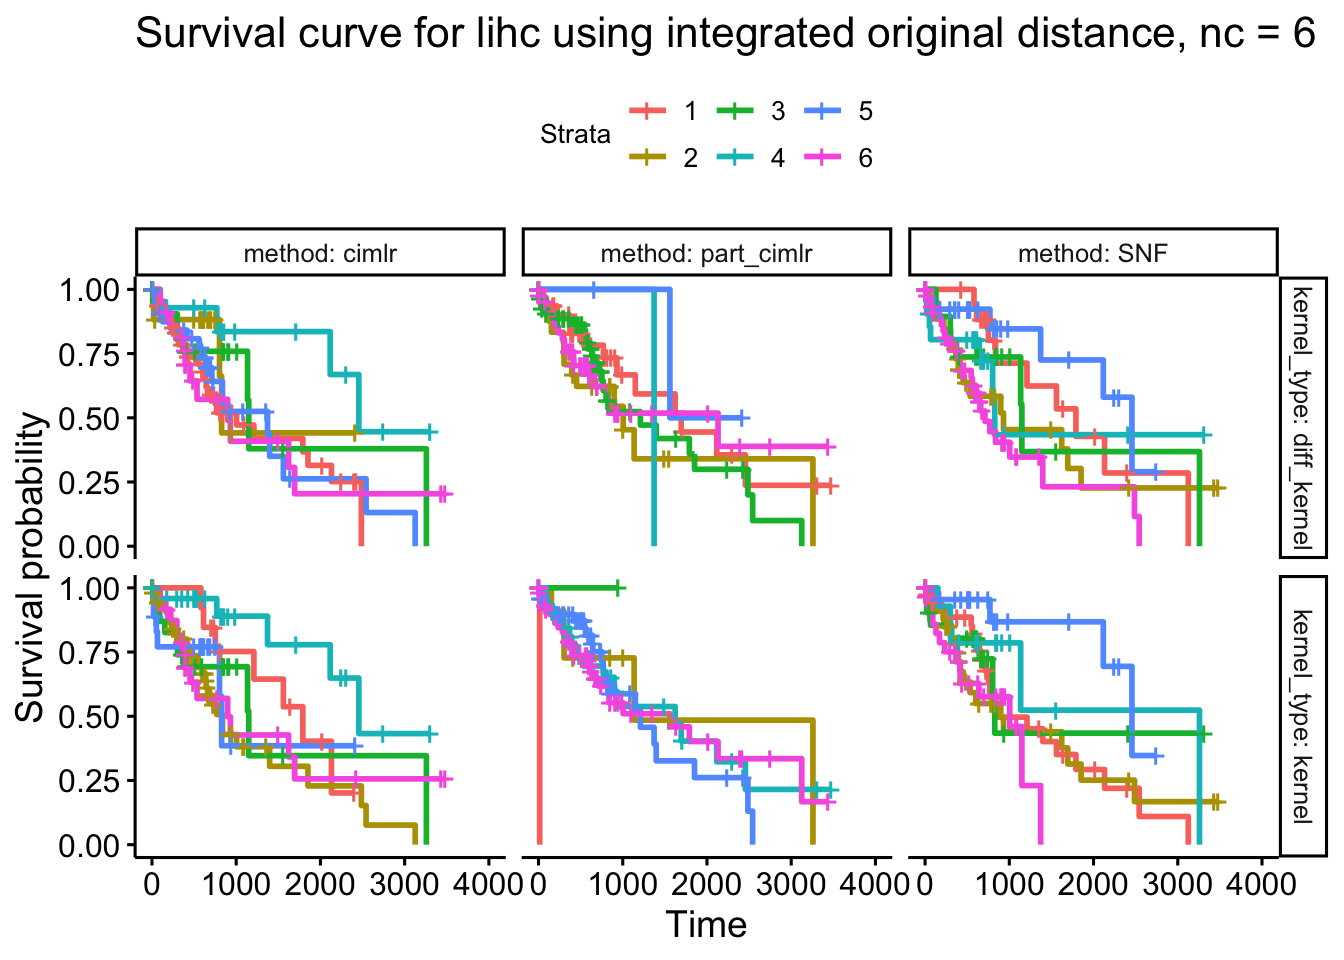 Survival curve for lihc using integrated original distance, nc = 6
Strata
1 3 5
2 4 6
method: cimlr
method: part_cimlr
method: SNF
1.00
0.75
0.50
0.25
0.00
kernel_type: diff_kernel
1.00
0.75
0.50
0.25
0.00
kernel_type: kernel
Survival probability
0 1000 2000 3000 4000
0 1000 2000 3000 4000
0 1000 2000 3000 4000
Time